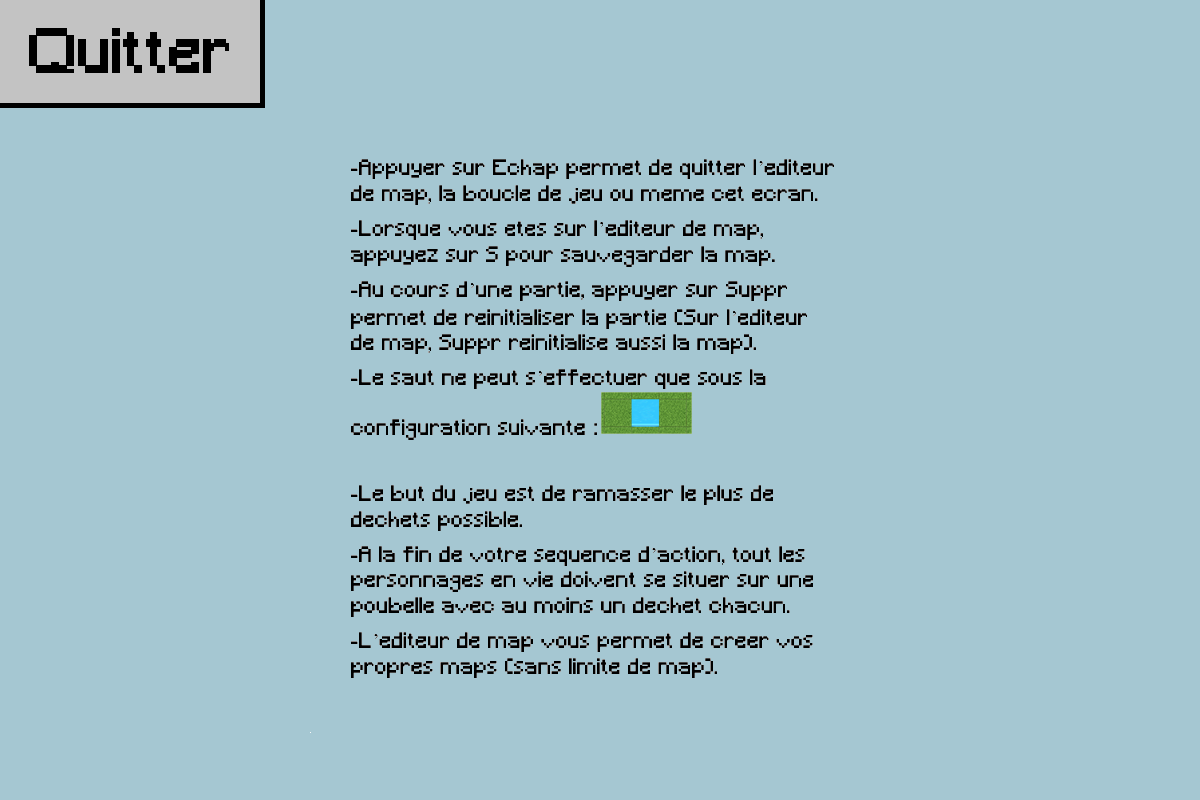 Quitter
-Appuyer sur Echap permet de quitter l'editeur
de map, la boucle de jeu ou meme cet ecran.
-Lorsque vous etes sur l'editeur de map,
appuyez sur S pour sauvegarder la map.
-Au cours d'une partie, appuyer sur Suppr
permet de reinitialiser la partie (Sur l'editeur
de map, Suppr reinitialise aussi la map).
-Le saut ne peut s'effectuer que sous la
configuration suivante :
-Le but du jeu est de ramasser le plus de
dechets possible.
-A la fin de votre sequence d'action, tout les
personnages en vie doivent se situer sur une
poubelle avec au moins un dechet chacun.
-L'editeur de map vous permet de creer vos
propres maps (sans limite de map).